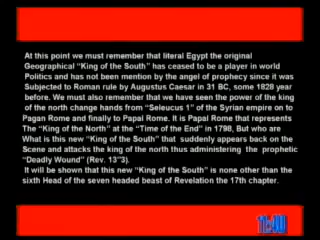 At this point we must remember that literal Egypt the original
Geographical “King of the South” has ceased to be a player in world
Politics and has not been mention by the angel of prophecy since it was
Subjected to Roman rule by Augustus Caesar in 31 BC, some 1828 year
before. We must also remember that we have seen the power of the king
of the north change hands from “Seleucus 1” of the Syrian empire on to
Pagan Rome and finally to Papal Rome. It is Papal Rome that represents
The “King of the North” at the “Time of the End” in 1798, But who are
What is this new “King of the South” that suddenly appears back on the
Scene and attacks the king of north thus administering the prophetic
“Deadly Wound” (Rev. 13”3).
It will be shown that this new “King of the South” is none other than the
sixth Head of the seven headed beast of Revelation the 17th chapter.